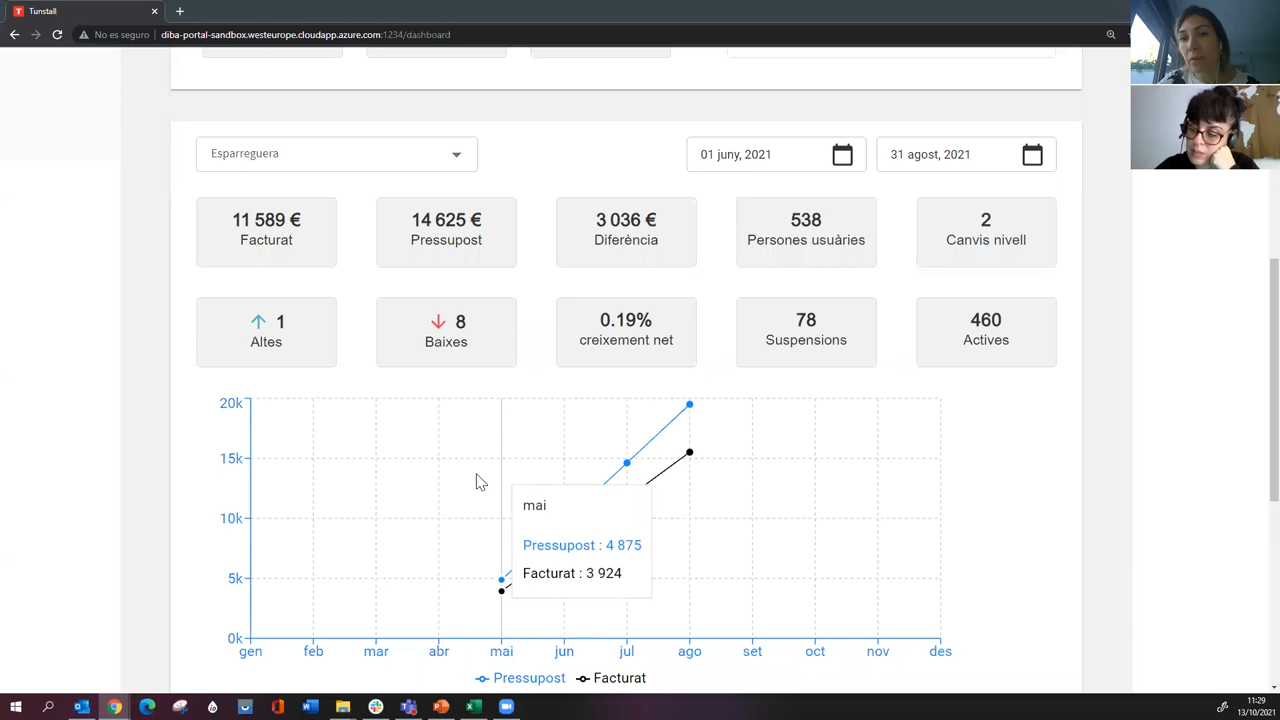 Tunstall
No es seguro
diba-portal-sandbox.westeurope.cloudapp.azure.com:1234/dashboard
Esparreguera
01 juny, 2021
31 agost, 2021
11 589 €
Facturat
14 625 €
Pressupost
3 036 €
Diferència
538
Persones usuàries
2
Canvis nivell
1
Altes
8
Baixes
0.19%
creixement net
78
Suspensions
460
Actives
20k
15k
10k
5k
0k
mai
Pressupost : 4 875
Facturat : 3 924
gen feb mar abr mai jun jul ago set oct nov des
Pressupost Facturat
11:29
13/10/2021